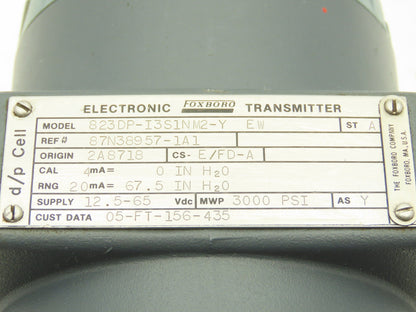 ELECTRONIC FOXBORO TRANSMITTER
MODEL 823DP-I3S1NM2-Y EW ST A
REF # 87N38957-1A1
ORIGIN 2A8718 CS- E/FD-A
CAL 4mA= 0 IN H2O
RNG 20mA= 67.5 IN H2O
SUPPLY 12.5-65 Vdc MWP 3000 PSI AS Y
CUST DATA 05-FT-156-435
d/p Cell
THE FOXBORO COMPANY
FOXBORO, MA. U.S.A.